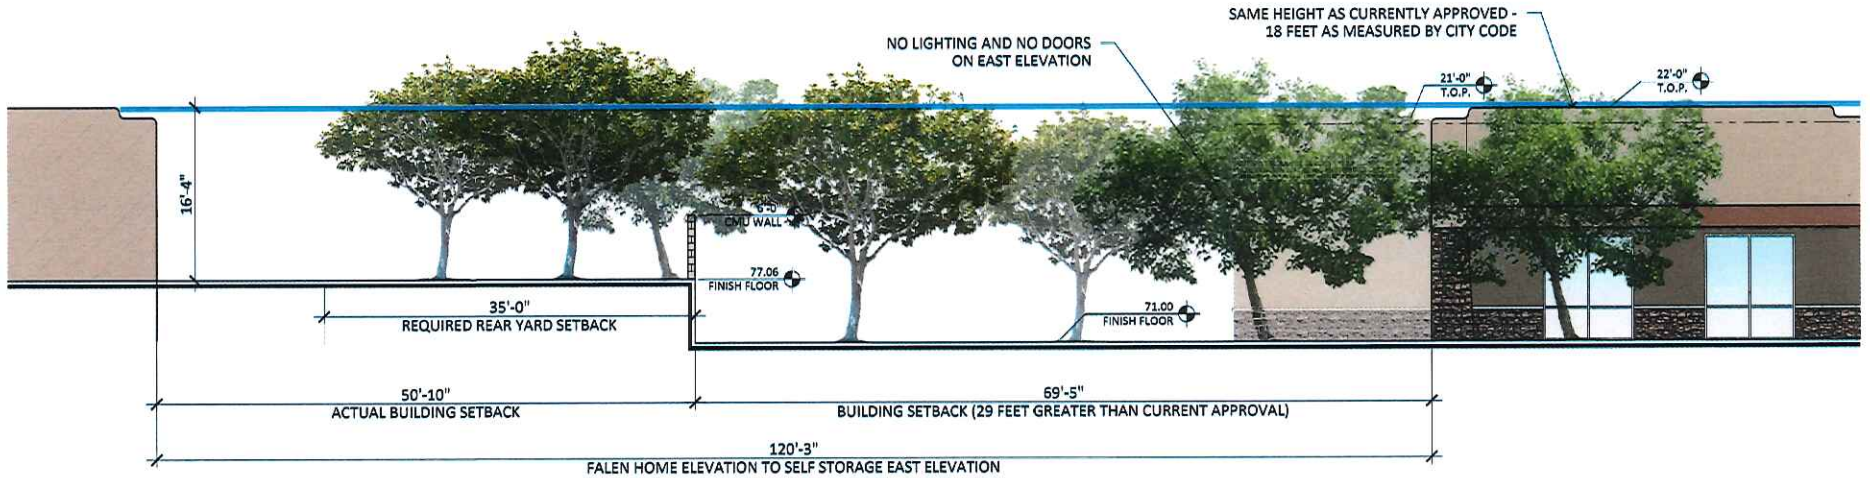 SAME HEIGHT AS CURRENTLY APPROVED -
18 FEET AS MEASURED BY CITY CODE
NO LIGHTING AND NO DOORS
ON EAST ELEVATION
21'-0"
T.O.P.
22'-0"
T.O.P.
16'-4"
6'-0"
CMU WALL
77.06
FINISH FLOOR
71.00
FINISH FLOOR
35'-0"
REQUIRED REAR YARD SETBACK
50'-10"
ACTUAL BUILDING SETBACK
69'-5"
BUILDING SETBACK (29 FEET GREATER THAN CURRENT APPROVAL)
120'-3"
FALEN HOME ELEVATION TO SELF STORAGE EAST ELEVATION